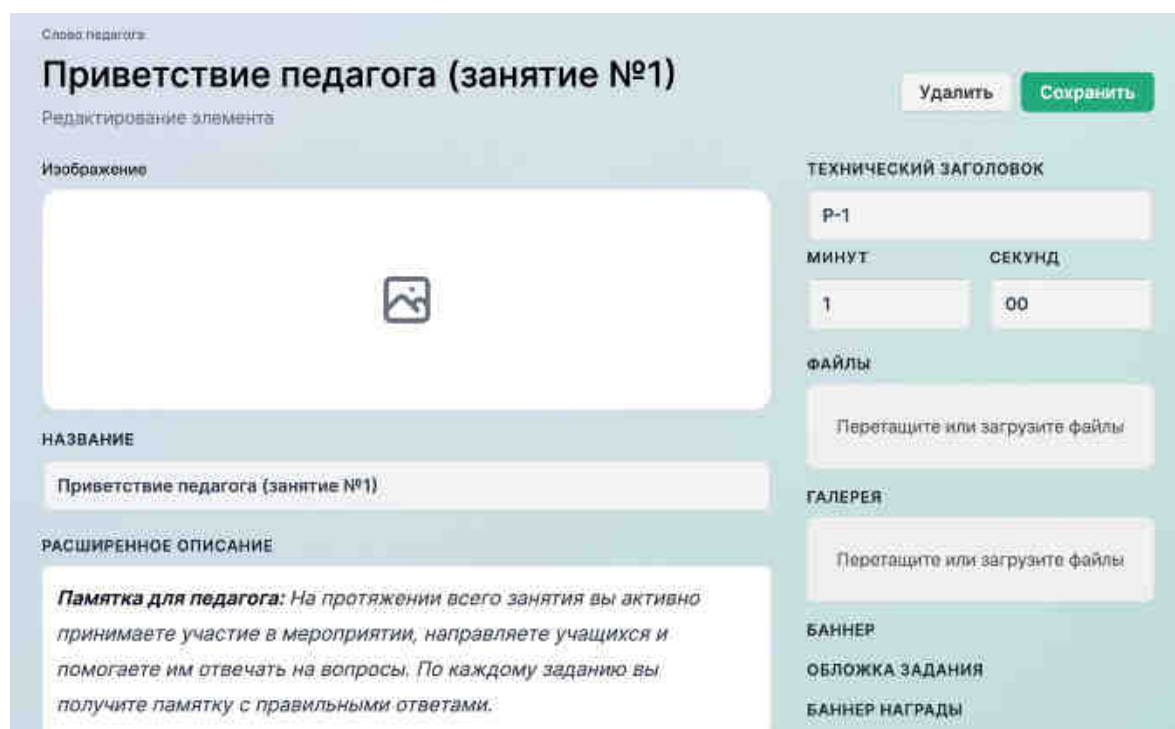 Слово педагога
Приветствие педагога (занятие №1)
Редактирование элемента
Удалить
Сохранить
Изображение
НАЗВАНИЕ
Приветствие педагога (занятие №1)
РАСШИРЕННОЕ ОПИСАНИЕ
Памятка для педагога: На протяжении всего занятия вы активно
принимаете участие в мероприятии, направляете учащихся и
помогаете им отвечать на вопросы. По каждому заданию вы
получите памятку с правильными ответами.
ТЕХНИЧЕСКИЙ ЗАГОЛОВОК
Р-1
МИНУТ
СЕКУНД
1
00
ФАЙЛЫ
Перетащите или загрузите файлы
ГАЛЕРЕЯ
Перетащите или загрузите файлы
БАННЕР
ОБЛОЖКА ЗАДАНИЯ
БАННЕР НАГРАДЫ